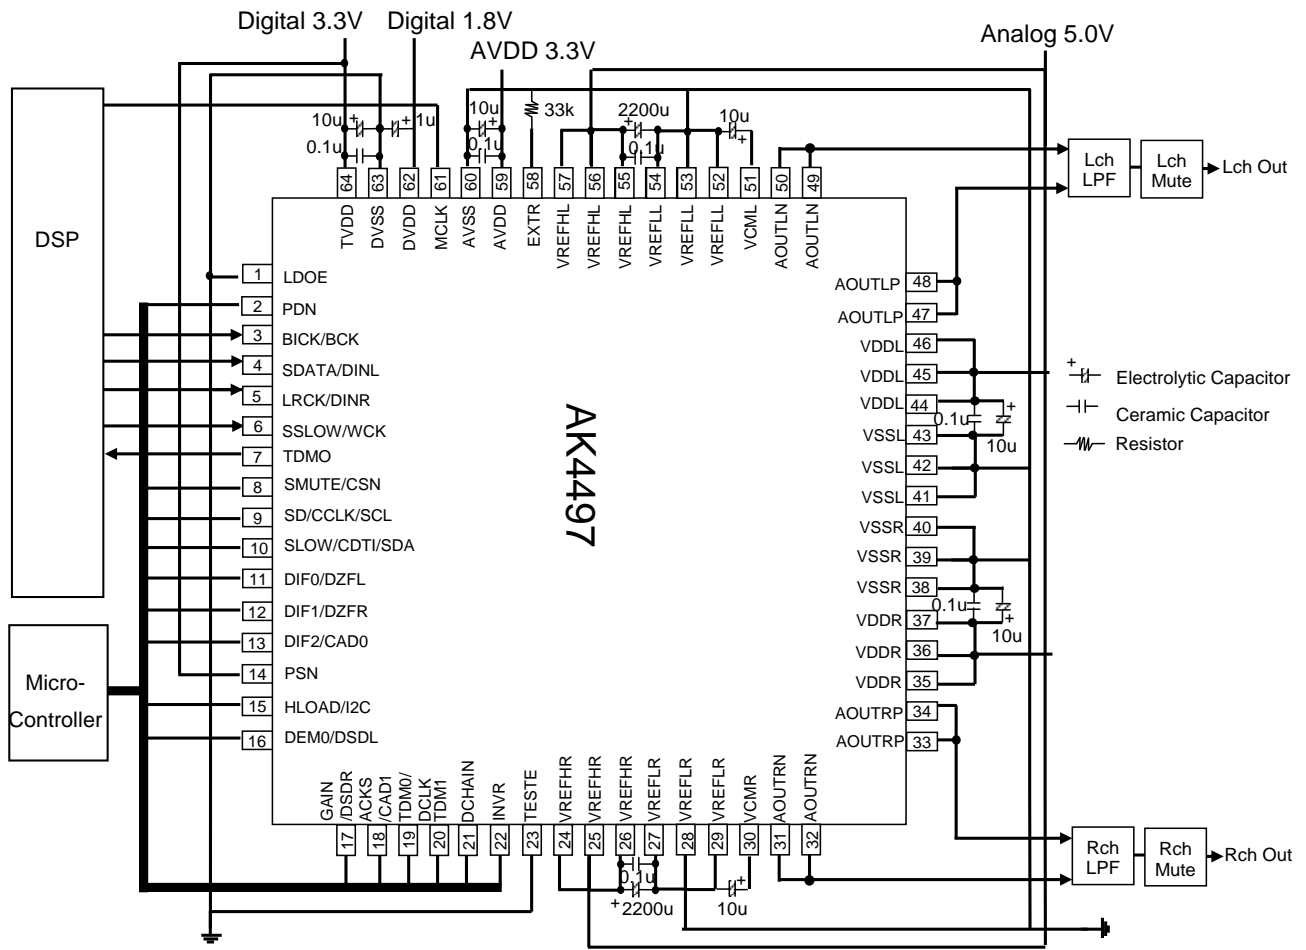 Digital 3.3V
Digital 1.8V
AVDD 3.3V
Analog 5.0V
DSP
Micro-
Controller
10u
+
0.1u
+
1u
10u
+
0.1u
33k
2200u
+
0.1u
10u
+
64
63
62
61
60
59
58
57
56
55
54
53
52
51
50
49
TVDD
DVSS
DVDD
MCLK
AVSS
AVDD
EXTR
VREFHL
VREFHL
VREFHL
VREFLL
VREFLL
VREFLL
VCML
AOUTLN
AOUTLN
Lch
LPF
Lch
Mute
Lch Out
1 LDOE
2 PDN
3 BICK/BCK
4 SDATA/DINL
5 LRCK/DINR
6 SSLOW/WCK
7 TDMO
8 SMUTE/CSN
9 SD/CCLK/SCL
10 SLOW/CDTI/SDA
11 DIF0/DZFL
12 DIF1/DZFR
13 DIF2/CAD0
14 PSN
15 HLOAD/I2C
16 DEM0/DSDL
AK4497
AOUTLP 48
AOUTLP 47
VDDL 46
VDDL 45
VDDL 44
0.1u
+
10u
VSSL 43
VSSL 42
VSSL 41
VSSR 40
VSSR 39
VSSR 38
0.1u
+
10u
VDDR 37
VDDR 36
VDDR 35
AOUTRP 34
AOUTRP 33
+
Electrolytic Capacitor
Ceramic Capacitor
Resistor
GAIN
/DSDR
ACKS
/CAD1
TDM0/
DCLK
TDM1
DCHAIN
INVR
TESTE
VREFHR
VREFHR
VREFHR
VREFLR
VREFLR
VREFLR
VCMR
AOUTRN
AOUTRN
17
18
19
20
21
22
23
24
25
26
27
28
29
30
31
32
0.1u
+
2200u
+
10u
Rch
LPF
Rch
Mute
Rch Out